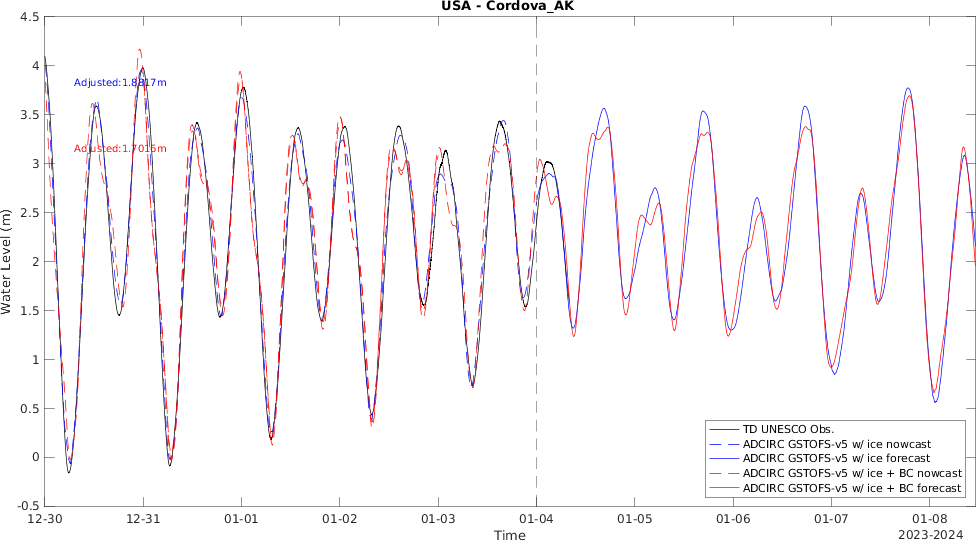 USA - Cordova_AK
4.5
4
3.5
3
2.5
2
1.5
1
0.5
0
-0.5
Water Level (m)
Adjusted:1.8817m
Adjusted:1.7015m
TD UNESCO Obs.
ADCIRC GSTOFS-v5 w/ ice nowcast
ADCIRC GSTOFS-v5 w/ ice forecast
ADCIRC GSTOFS-v5 w/ ice + BC nowcast
ADCIRC GSTOFS-v5 w/ ice + BC forecast
12-30 12-31 01-01 01-02 01-03 01-04 01-05 01-06 01-07 01-08
Time
2023-2024